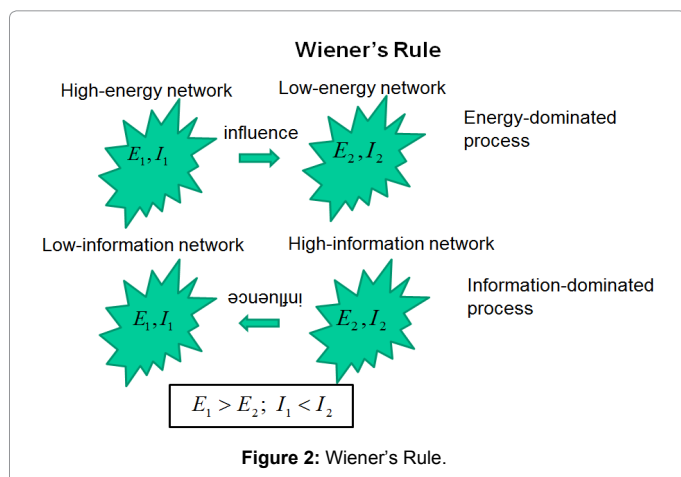 Wiener's Rule
High-energy network
Low-energy network
influence
E₁, I₁
E₂, I₂
Energy-dominated
process
Low-information network
High-information network
influence
E₁, I₁
E₂, I₂
Information-dominated
process
E₁ > E₂; I₁ < I₂
Figure 2: Wiener's Rule.